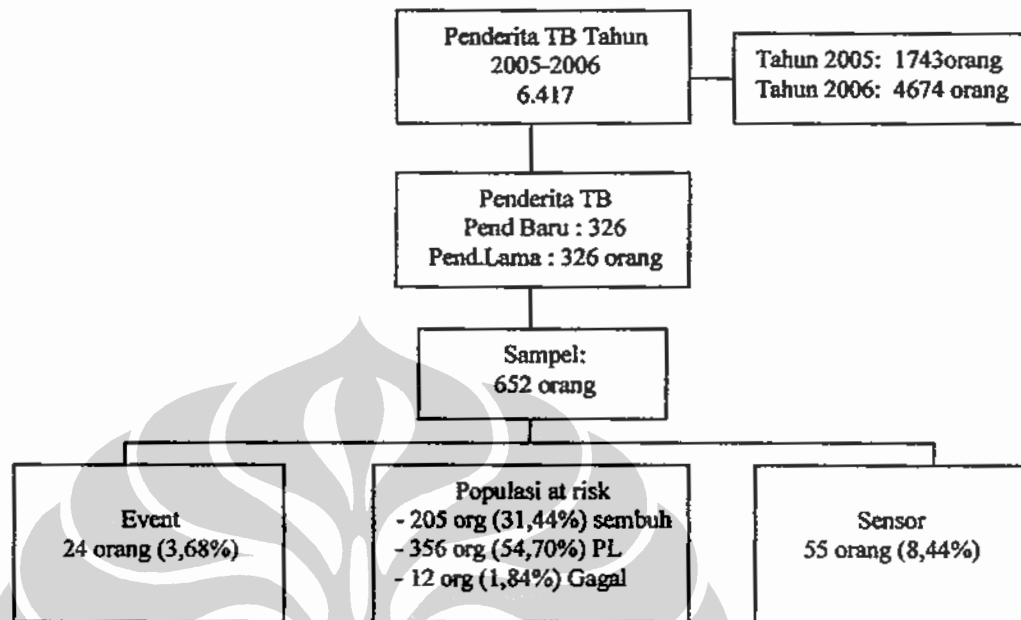 Penderita TB Tahun
2005-2006
6.417
Tahun 2005: 1743orang
Tahun 2006: 4674 orang
Penderita TB
Pend Baru : 326
Pend.Lama : 326 orang
Sampel:
652 orang
Event
24 orang (3,68%)
Populasi at risk
- 205 org (31,44%) sembuh
- 356 org (54,70%) PL
- 12 org (1,84%) Gagal
Sensor
55 orang (8,44%)